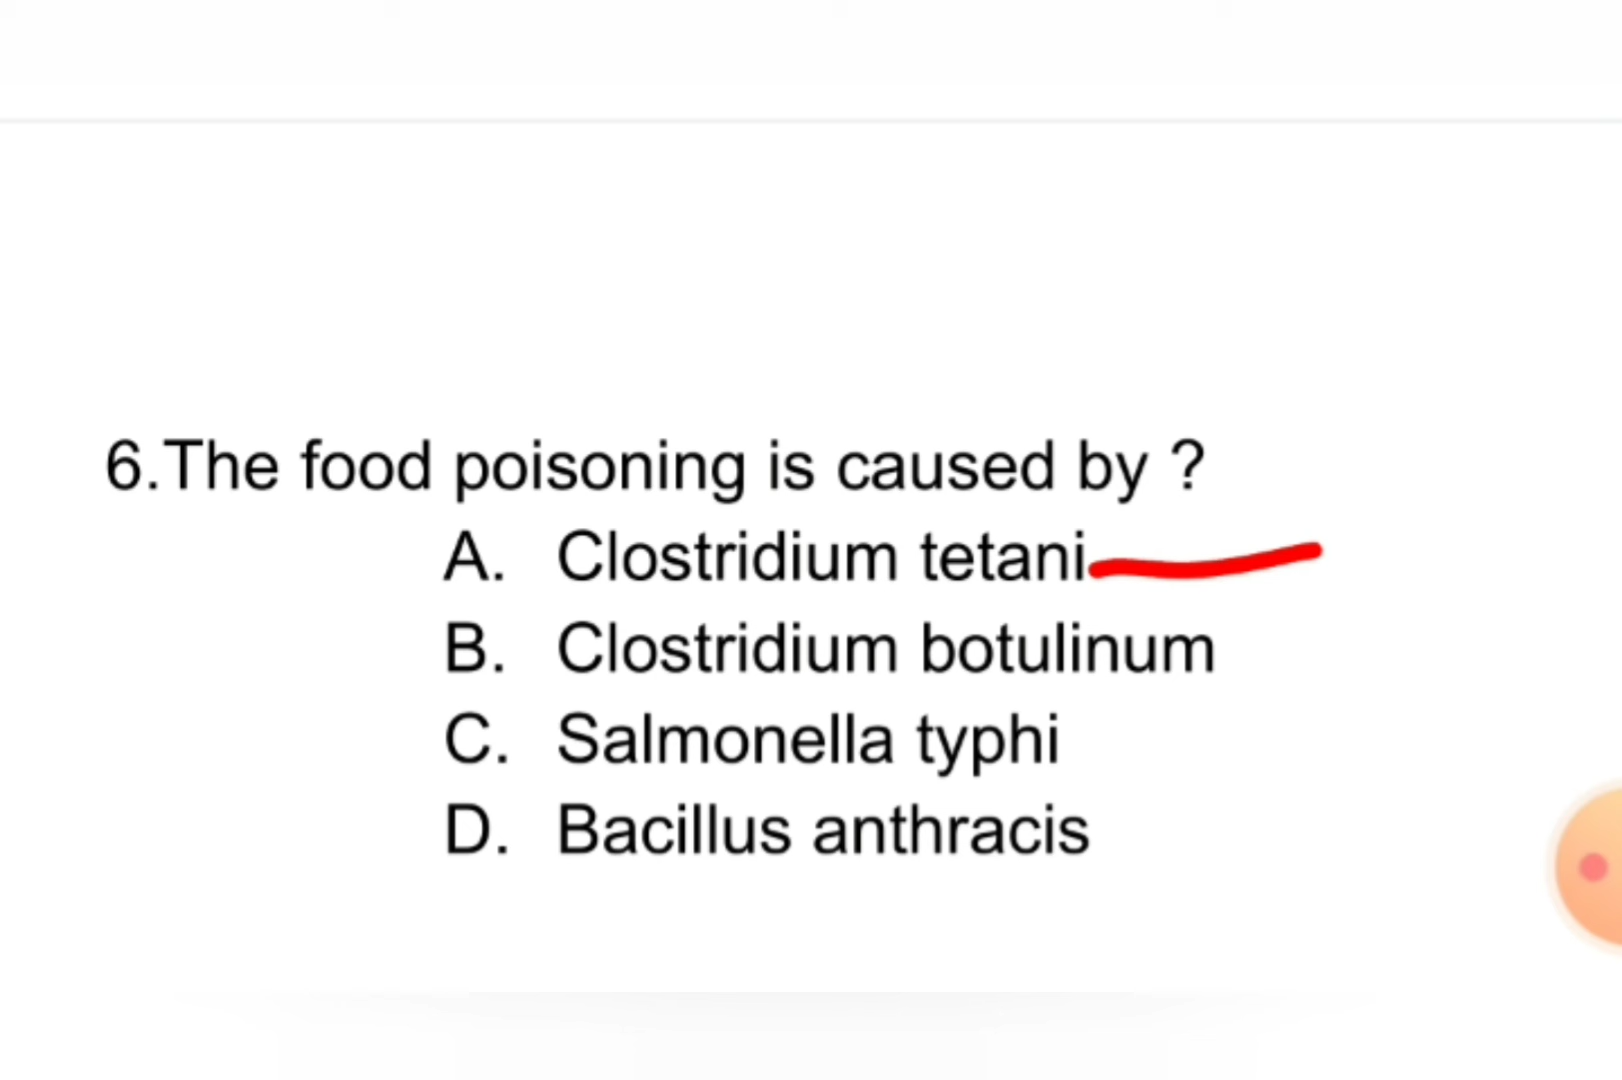 6.The food poisoning is caused by ?
A. Clostridium tetani
B. Clostridium botulinum
C. Salmonella typhi
D. Bacillus anthracis